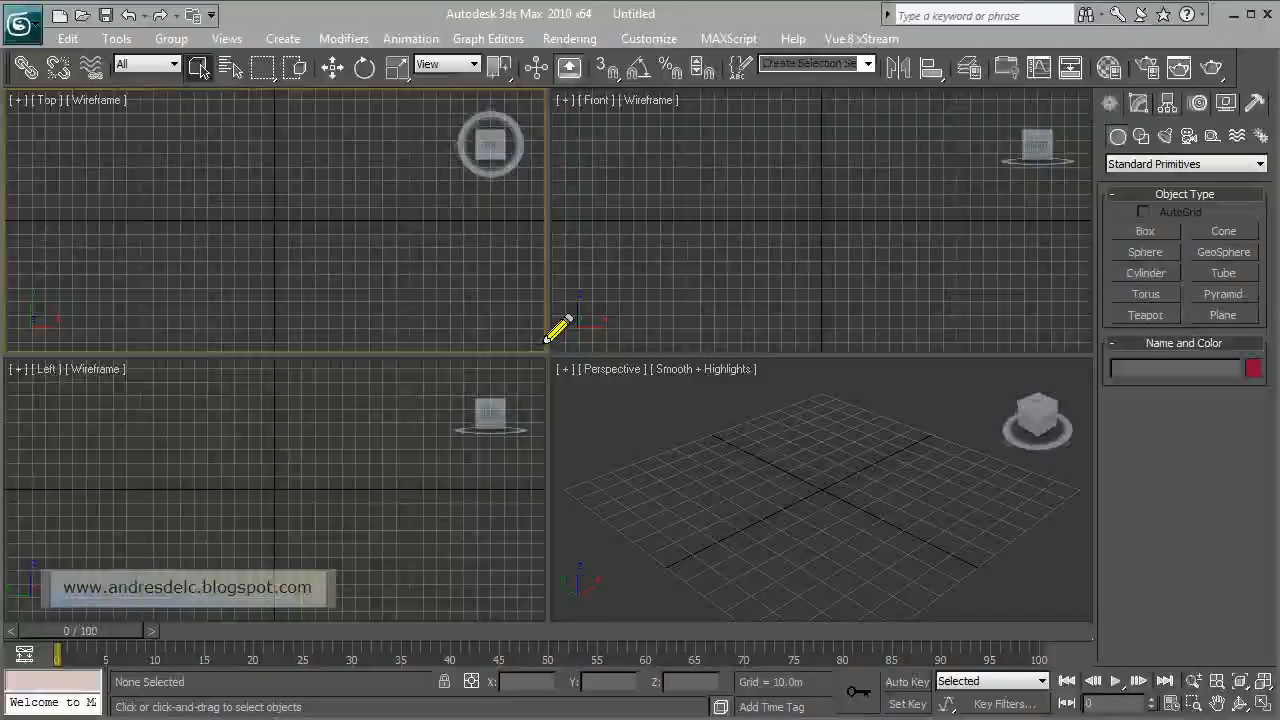 Autodesk 3ds Max 2010 x64 Untitled
Type a keyword or phrase
Edit Tools Group Views Create Modifiers Animation Graph Editors Rendering Customize MAXScript Help Vue 8 xStream
All
View
3
Create Selection Se
[ + ] [ Top ] [ Wireframe ]
[ + ] [ Front ] [ Wireframe ]
Standard Primitives
- Object Type
AutoGrid
Box Cone
Sphere GeoSphere
Cylinder Tube
Torus Pyramid
Teapot Plane
- Name and Color
[ + ] [ Left ] [ Wireframe ]
[ + ] [ Perspective ] [ Smooth + Highlights ]
www.andresdelc.blogspot.com
< 0 / 100 >
0 5 10 15 20 25 30 35 40 45 50 55 60 65 70 75 80 85 90 95 100
None Selected X: Y: Z: Grid = 10.0m Auto Key Selected
Welcome to M
Click or click-and-drag to select objects Add Time Tag Set Key Key Filters... 0